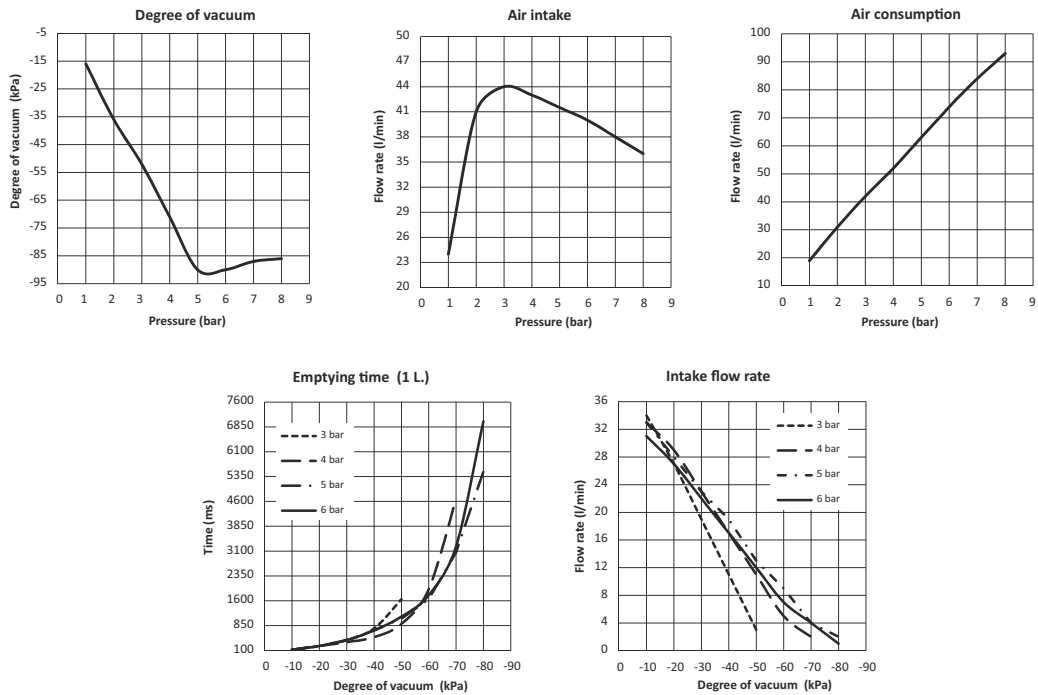 Degree of vacuum
Degree of vacuum (kPa)
-5
-15
-25
-35
-45
-55
-65
-75
-85
-95
0 1 2 3 4 5 6 7 8 9
Pressure (bar)
Air intake
Flow rate (l/min)
50
47
44
41
38
35
32
29
26
23
20
0 1 2 3 4 5 6 7 8 9
Pressure (bar)
Air consumption
Flow rate (l/min)
100
90
80
70
60
50
40
30
20
10
0 1 2 3 4 5 6 7 8 9
Pressure (bar)
Emptying time (1 L.)
Time (ms)
7600
6850
6100
5350
4600
3850
3100
2350
1600
850
100
3 bar
4 bar
5 bar
6 bar
0 -10 -20 -30 -40 -50 -60 -70 -80 -90
Degree of vacuum (kPa)
Intake flow rate
Flow rate (l/min)
36
32
28
24
20
16
12
8
4
0
3 bar
4 bar
5 bar
6 bar
0 -10 -20 -30 -40 -50 -60 -70 -80 -90
Degree of vacuum (kPa)